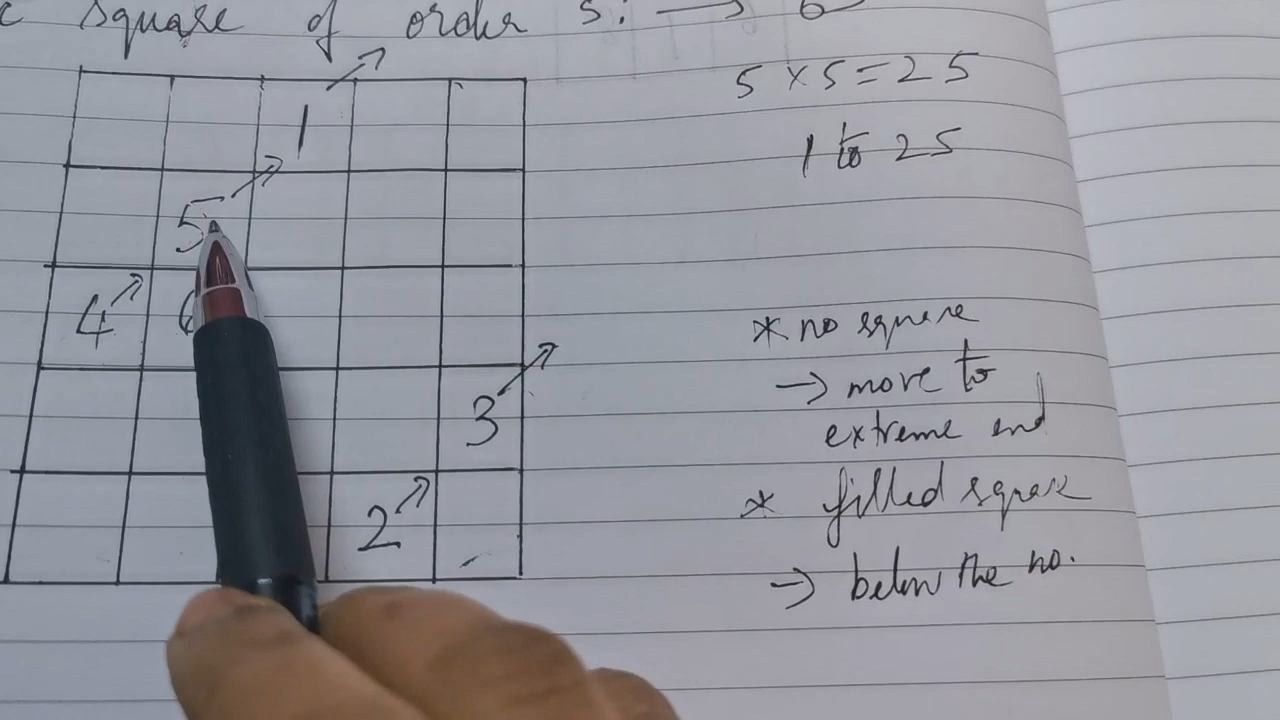 square of order 5: →
1
5
4 6
3
2
5 × 5 = 25
1 to 25
* no square
→ move to
extreme end
* filled square
→ below the no.